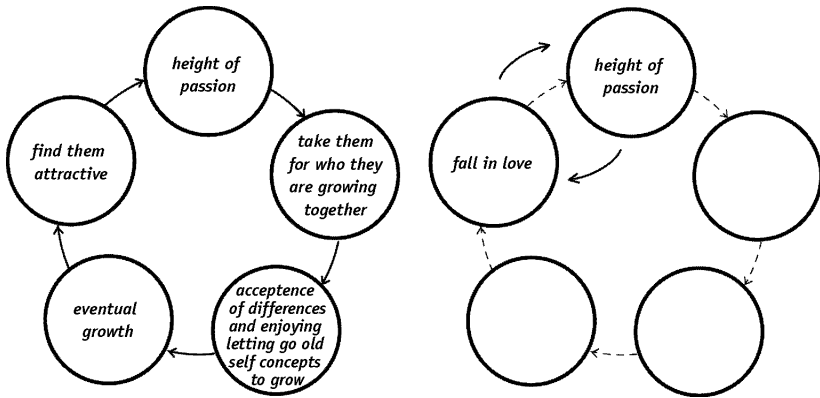 height of
passion
take them
for who they
are growing
together
acceptence
of differences
and enjoying
letting go old
self concepts
to grow
eventual
growth
find them
attractive
height of
passion
fall in love